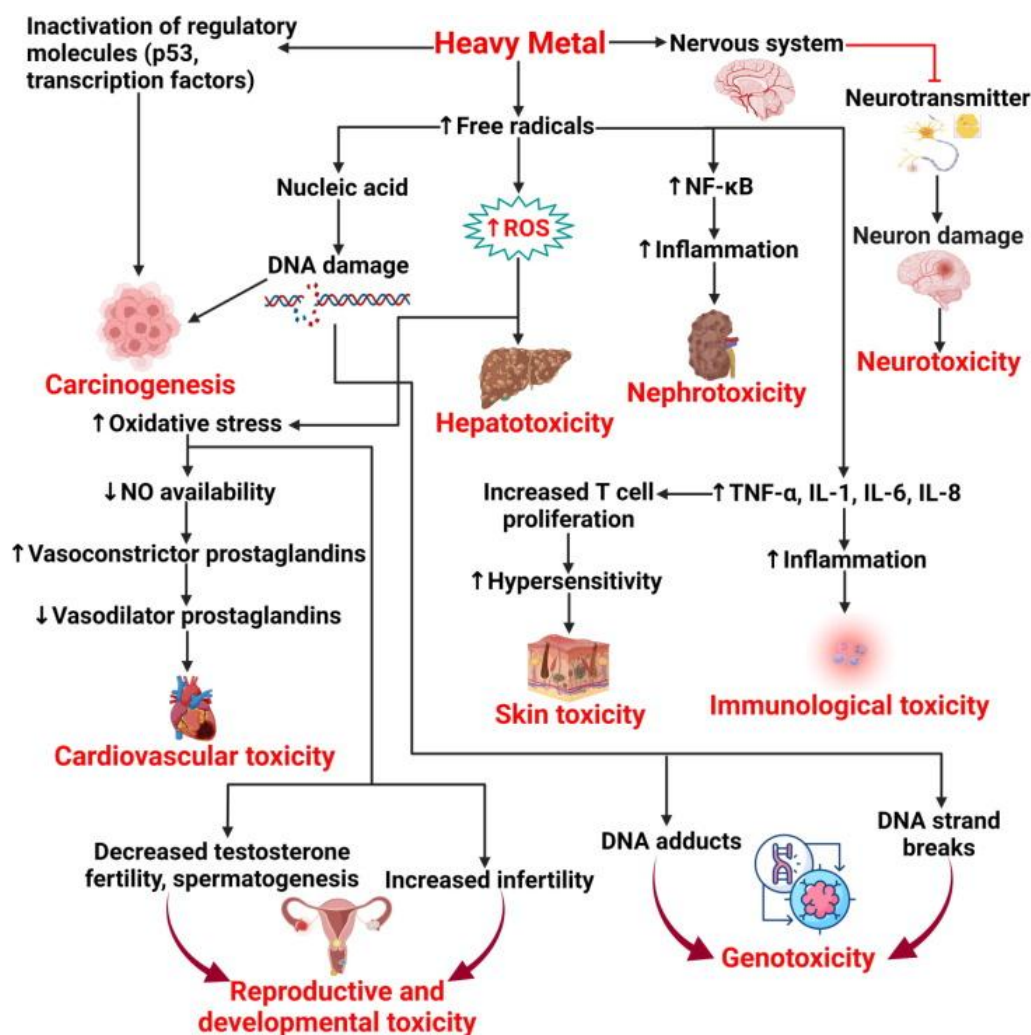 Inactivation of regulatory
molecules (p53,
transcription factors)
Heavy Metal
Nervous system
Neurotransmitter
↑Free radicals
Nucleic acid
↑ROS
↑NF-κB
Neuron damage
DNA damage
↑Inflammation
Carcinogenesis
Hepatotoxicity
Nephrotoxicity
Neurotoxicity
↑Oxidative stress
↓NO availability
Increased T cell
proliferation
↑TNF-α, IL-1, IL-6, IL-8
↑Vasoconstrictor prostaglandins
↑Hypersensitivity
↑Inflammation
↓Vasodilator prostaglandins
Skin toxicity
Immunological toxicity
Cardiovascular toxicity
Decreased testosterone
fertility, spermatogenesis
Increased infertility
DNA adducts
DNA strand
breaks
Reproductive and
developmental toxicity
Genotoxicity